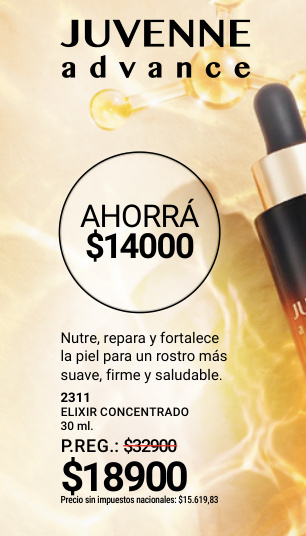 JUVENNE
advance
AHORRÁ
$14000
Nutre, repara y fortalece
la piel para un rostro más
suave, firme y saludable.
2311
ELIXIR CONCENTRADO
30 ml.
P.REG.: $32900
$18900
Precio sin impuestos nacionales: $15.619,83